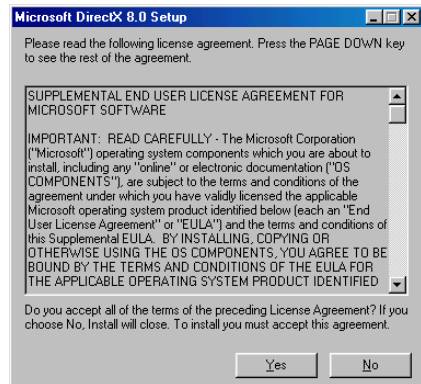 Microsoft DirectX 8.0 Setup
Please read the following license agreement. Press the PAGE DOWN key
to see the rest of the agreement.
SUPPLEMENTAL END USER LICENSE AGREEMENT FOR
MICROSOFT SOFTWARE
IMPORTANT:  READ CAREFULLY - The Microsoft Corporation
("Microsoft") operating system components which you are about to
install, including any "online" or electronic documentation ("OS
COMPONENTS"), are subject to the terms and conditions of the
agreement under which you have validly licensed the applicable
Microsoft operating system product identified below (each an "End
User License Agreement" or "EULA") and the terms and conditions of
this Supplemental EULA.  BY INSTALLING, COPYING OR
OTHERWISE USING THE OS COMPONENTS, YOU AGREE TO BE
BOUND BY THE TERMS AND CONDITIONS OF THE EULA FOR
THE APPLICABLE OPERATING SYSTEM PRODUCT IDENTIFIED
Do you accept all of the terms of the preceding License Agreement? If you
choose No, Install will close. To install you must accept this agreement.
Yes
No